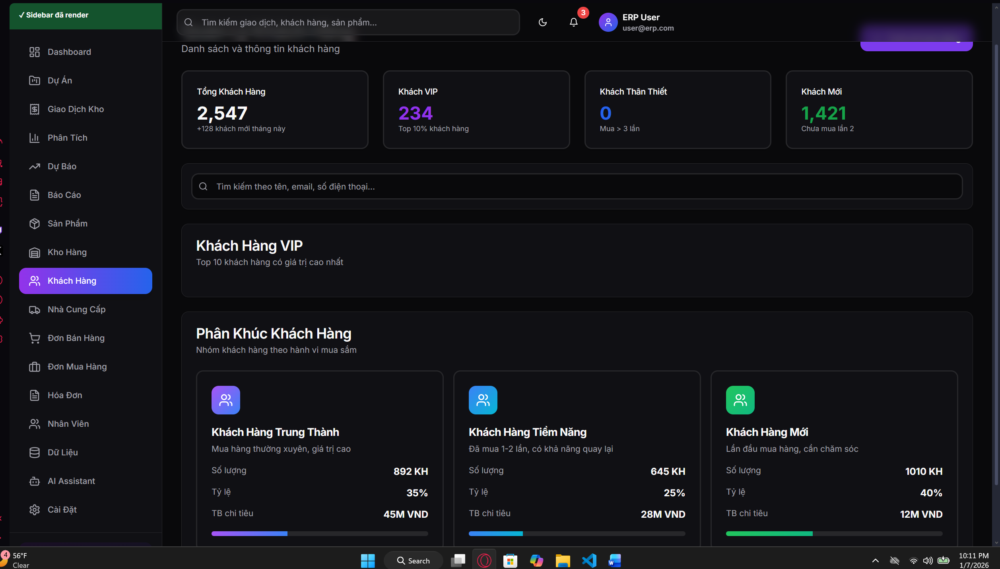 ✓ Sidebar đã render
Dashboard
Dự Án
Giao Dịch Kho
Phân Tích
Dự Báo
Báo Cáo
Sản Phẩm
Kho Hàng
Khách Hàng
Nhà Cung Cấp
Đơn Bán Hàng
Đơn Mua Hàng
Hóa Đơn
Nhân Viên
Dữ Liệu
AI Assistant
Cài Đặt
Tìm kiếm giao dịch, khách hàng, sản phẩm...
3
ERP User
user@erp.com
Danh sách và thông tin khách hàng
Tổng Khách Hàng
2,547
+128 khách mới tháng này
Khách VIP
234
Top 10% khách hàng
Khách Thân Thiết
0
Mua > 3 lần
Khách Mới
1,421
Chưa mua lần 2
Tìm kiếm theo tên, email, số điện thoại...
Khách Hàng VIP
Top 10 khách hàng có giá trị cao nhất
Phân Khúc Khách Hàng
Nhóm khách hàng theo hành vi mua sắm
Khách Hàng Trung Thành
Mua hàng thường xuyên, giá trị cao
Số lượng 892 KH
Tỷ lệ 35%
TB chi tiêu 45M VND
Khách Hàng Tiềm Năng
Đã mua 1-2 lần, có khả năng quay lại
Số lượng 645 KH
Tỷ lệ 25%
TB chi tiêu 28M VND
Khách Hàng Mới
Lần đầu mua hàng, cần chăm sóc
Số lượng 1010 KH
Tỷ lệ 40%
TB chi tiêu 12M VND
4
56°F
Clear
Search
W
10:11 PM
1/7/2026